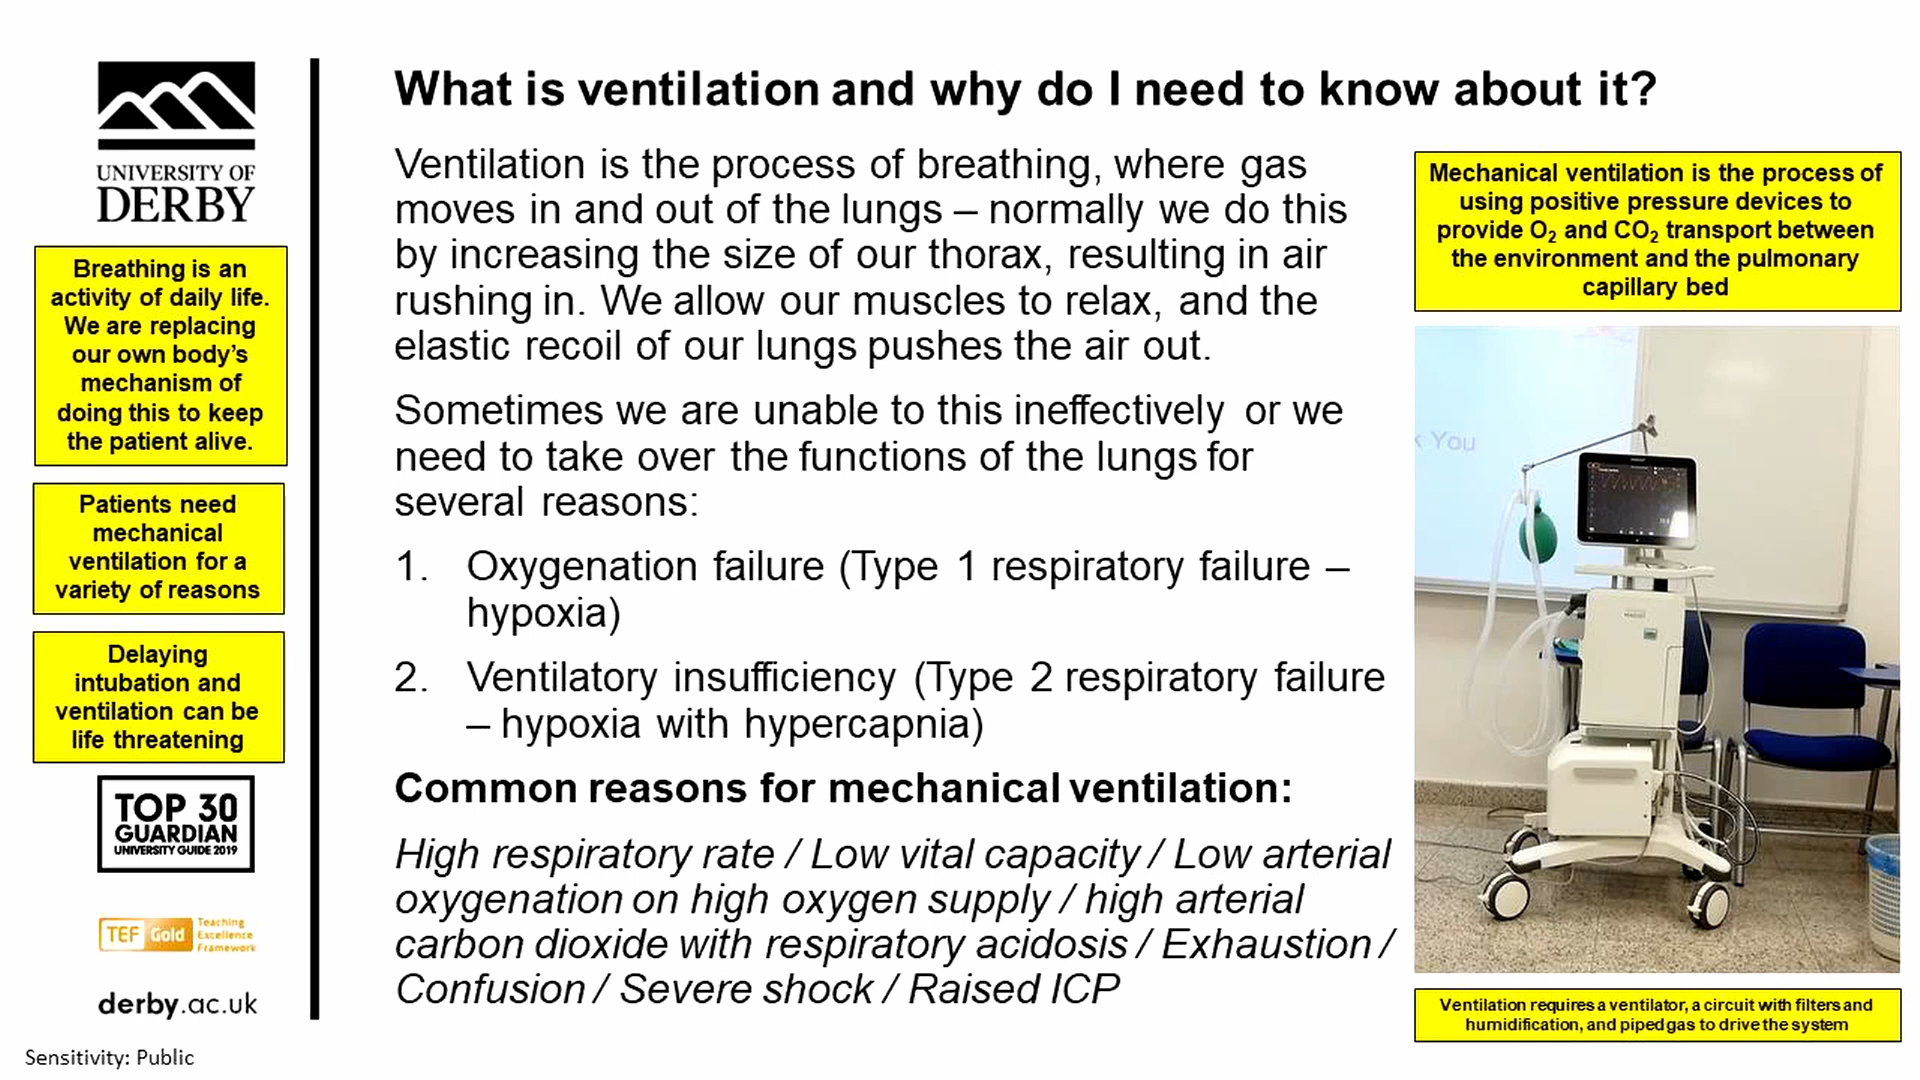 What is ventilation and why do I need to know about it?
UNIVERSITY OF
DERBY
Breathing is an
activity of daily life.
We are replacing
our own body's
mechanism of
doing this to keep
the patient alive.
Patients need
mechanical
ventilation for a
variety of reasons
Delaying
intubation and
ventilation can be
life threatening
TOP 30
GUARDIAN
UNIVERSITY GUIDE 2019
TEF Gold
Teaching
Excellence
Framework
derby.ac.uk
Sensitivity: Public
Ventilation is the process of breathing, where gas
moves in and out of the lungs – normally we do this
by increasing the size of our thorax, resulting in air
rushing in. We allow our muscles to relax, and the
elastic recoil of our lungs pushes the air out.
Sometimes we are unable to this ineffectively or we
need to take over the functions of the lungs for
several reasons:
1. Oxygenation failure (Type 1 respiratory failure –
hypoxia)
2. Ventilatory insufficiency (Type 2 respiratory failure
– hypoxia with hypercapnia)
Common reasons for mechanical ventilation:
High respiratory rate / Low vital capacity / Low arterial
oxygenation on high oxygen supply / high arterial
carbon dioxide with respiratory acidosis / Exhaustion /
Confusion / Severe shock / Raised ICP
Mechanical ventilation is the process of
using positive pressure devices to
provide O₂ and CO₂ transport between
the environment and the pulmonary
capillary bed
You
Ventilation requires a ventilator, a circuit with filters and
humidification, and piped gas to drive the system